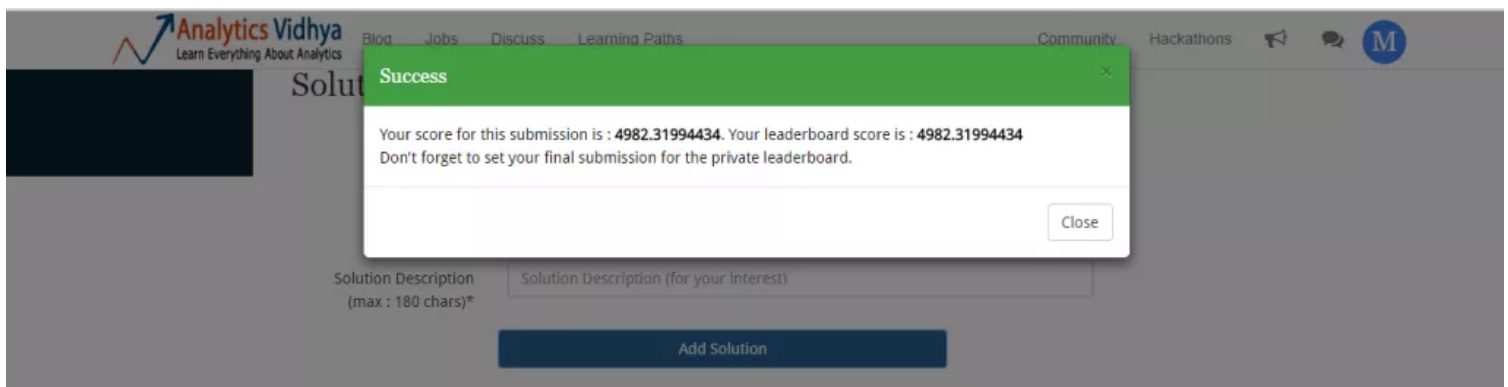 Analytics Vidhya
Learn Everything About Analytics
Blog Jobs Discuss Learning Paths Community Hackathons M
Solut
Success ×
Your score for this submission is : 4982.31994434. Your leaderboard score is : 4982.31994434
Don't forget to set your final submission for the private leaderboard.
Close
Solution Description
(max : 180 chars)*
Solution Description (for your interest)
Add Solution